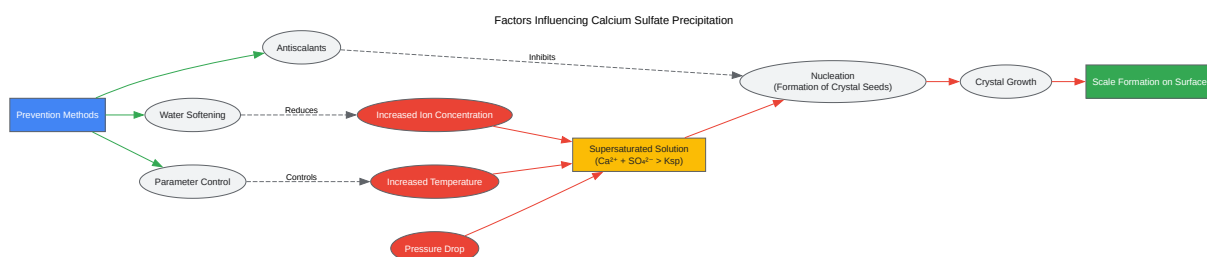 Factors Influencing Calcium Sulfate Precipitation
Antiscalants
Inhibits
Nucleation
(Formation of Crystal Seeds)
Crystal Growth
Scale Formation on Surface
Prevention Methods
Water Softening
Reduces
Increased Ion Concentration
Supersaturated Solution
(Ca²⁺ + SO₄²⁻ > Ksp)
Parameter Control
Controls
Increased Temperature
Pressure Drop